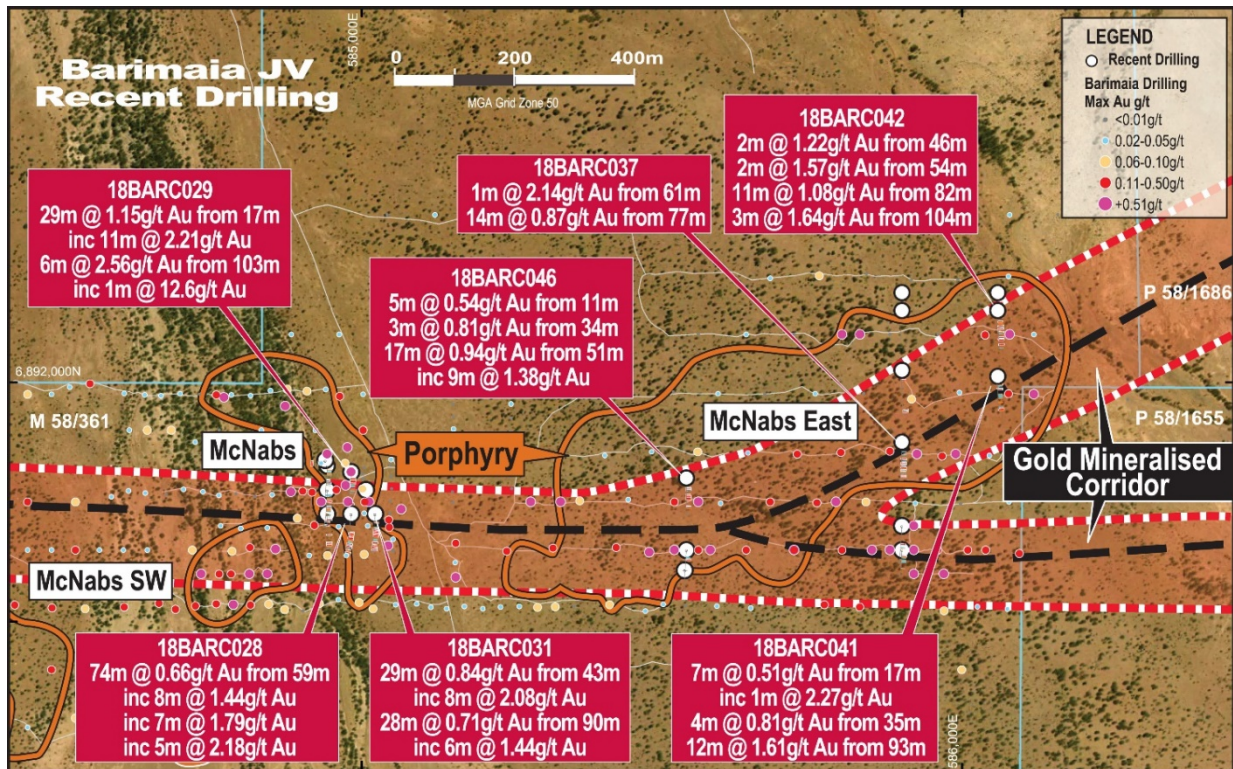 Barimaia JV
Recent Drilling
585,000E
0 200 400m
MGA Grid Zone 50
LEGEND
Recent Drilling
Barimaia Drilling
Max Au g/t
<0.01g/t
0.02-0.05g/t
0.06-0.10g/t
0.11-0.50g/t
+0.51g/t
18BARC042
2m @ 1.22g/t Au from 46m
2m @ 1.57g/t Au from 54m
11m @ 1.08g/t Au from 82m
3m @ 1.64g/t Au from 104m
18BARC037
1m @ 2.14g/t Au from 61m
14m @ 0.87g/t Au from 77m
18BARC029
29m @ 1.15g/t Au from 17m
inc 11m @ 2.21g/t Au
6m @ 2.56g/t Au from 103m
inc 1m @ 12.6g/t Au
18BARC046
5m @ 0.54g/t Au from 11m
3m @ 0.81g/t Au from 34m
17m @ 0.94g/t Au from 51m
inc 9m @ 1.38g/t Au
P 58/1686
6,892,000N
M 58/361
McNabs
Porphyry
McNabs East
P 58/1655
Gold Mineralised
Corridor
McNabs SW
18BARC028
74m @ 0.66g/t Au from 59m
inc 8m @ 1.44g/t Au
inc 7m @ 1.79g/t Au
inc 5m @ 2.18g/t Au
18BARC031
29m @ 0.84g/t Au from 43m
inc 8m @ 2.08g/t Au
28m @ 0.71g/t Au from 90m
inc 6m @ 1.44g/t Au
18BARC041
7m @ 0.51g/t Au from 17m
inc 1m @ 2.27g/t Au
4m @ 0.81g/t Au from 35m
12m @ 1.61g/t Au from 93m
586,000E